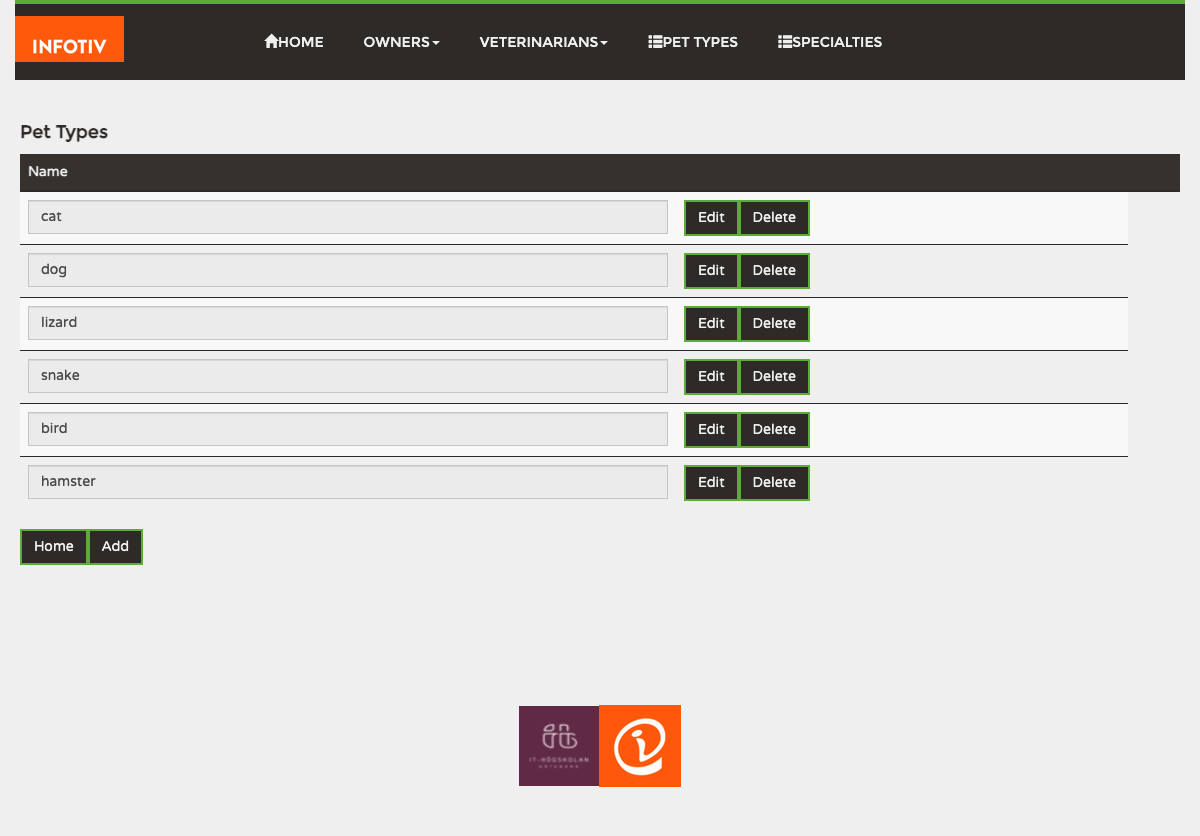 INFOTIV HOME OWNERS VETERINARIANS PET TYPES SPECIALTIES
Pet Types
Name
cat Edit Delete
dog Edit Delete
lizard Edit Delete
snake Edit Delete
bird Edit Delete
hamster Edit Delete
Home Add
IT-HÖGSKOLAN
GÖTEBORG